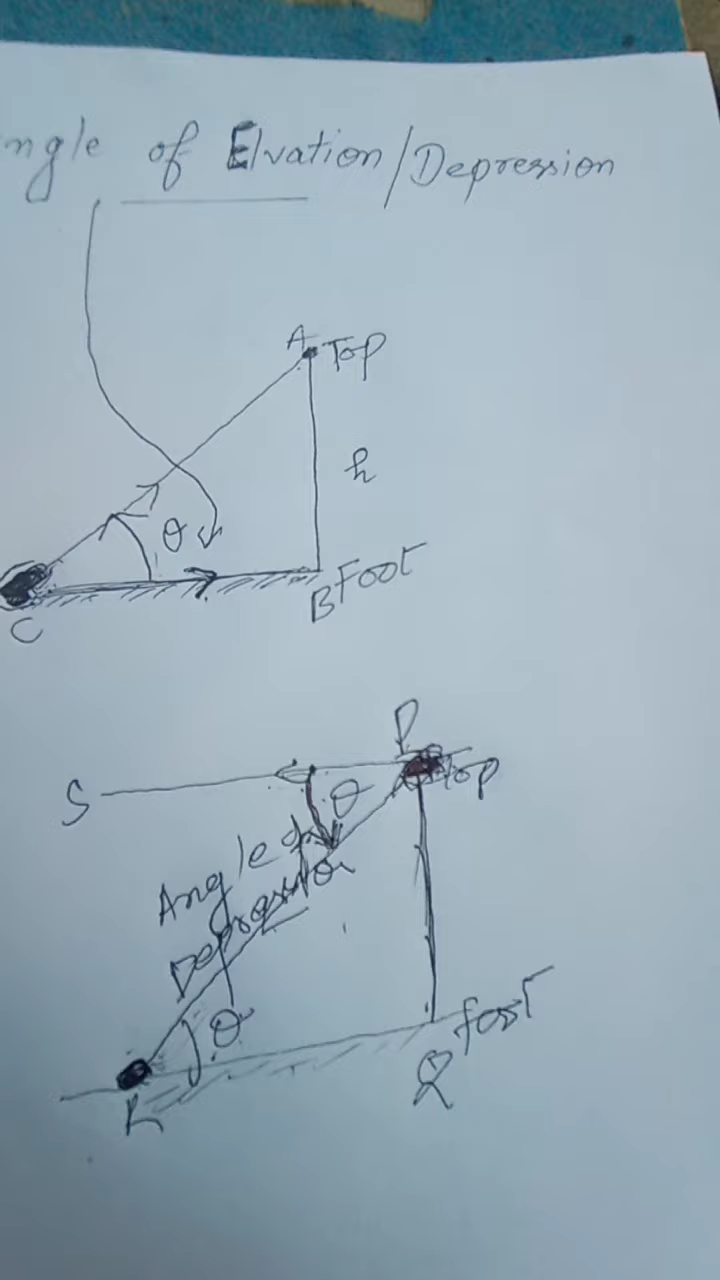 ngle of Elvation/Depression
A Top
h
θ
B Foot
C
P
S
Top
θ
Angle of
Depression
θ
foot
R
Q